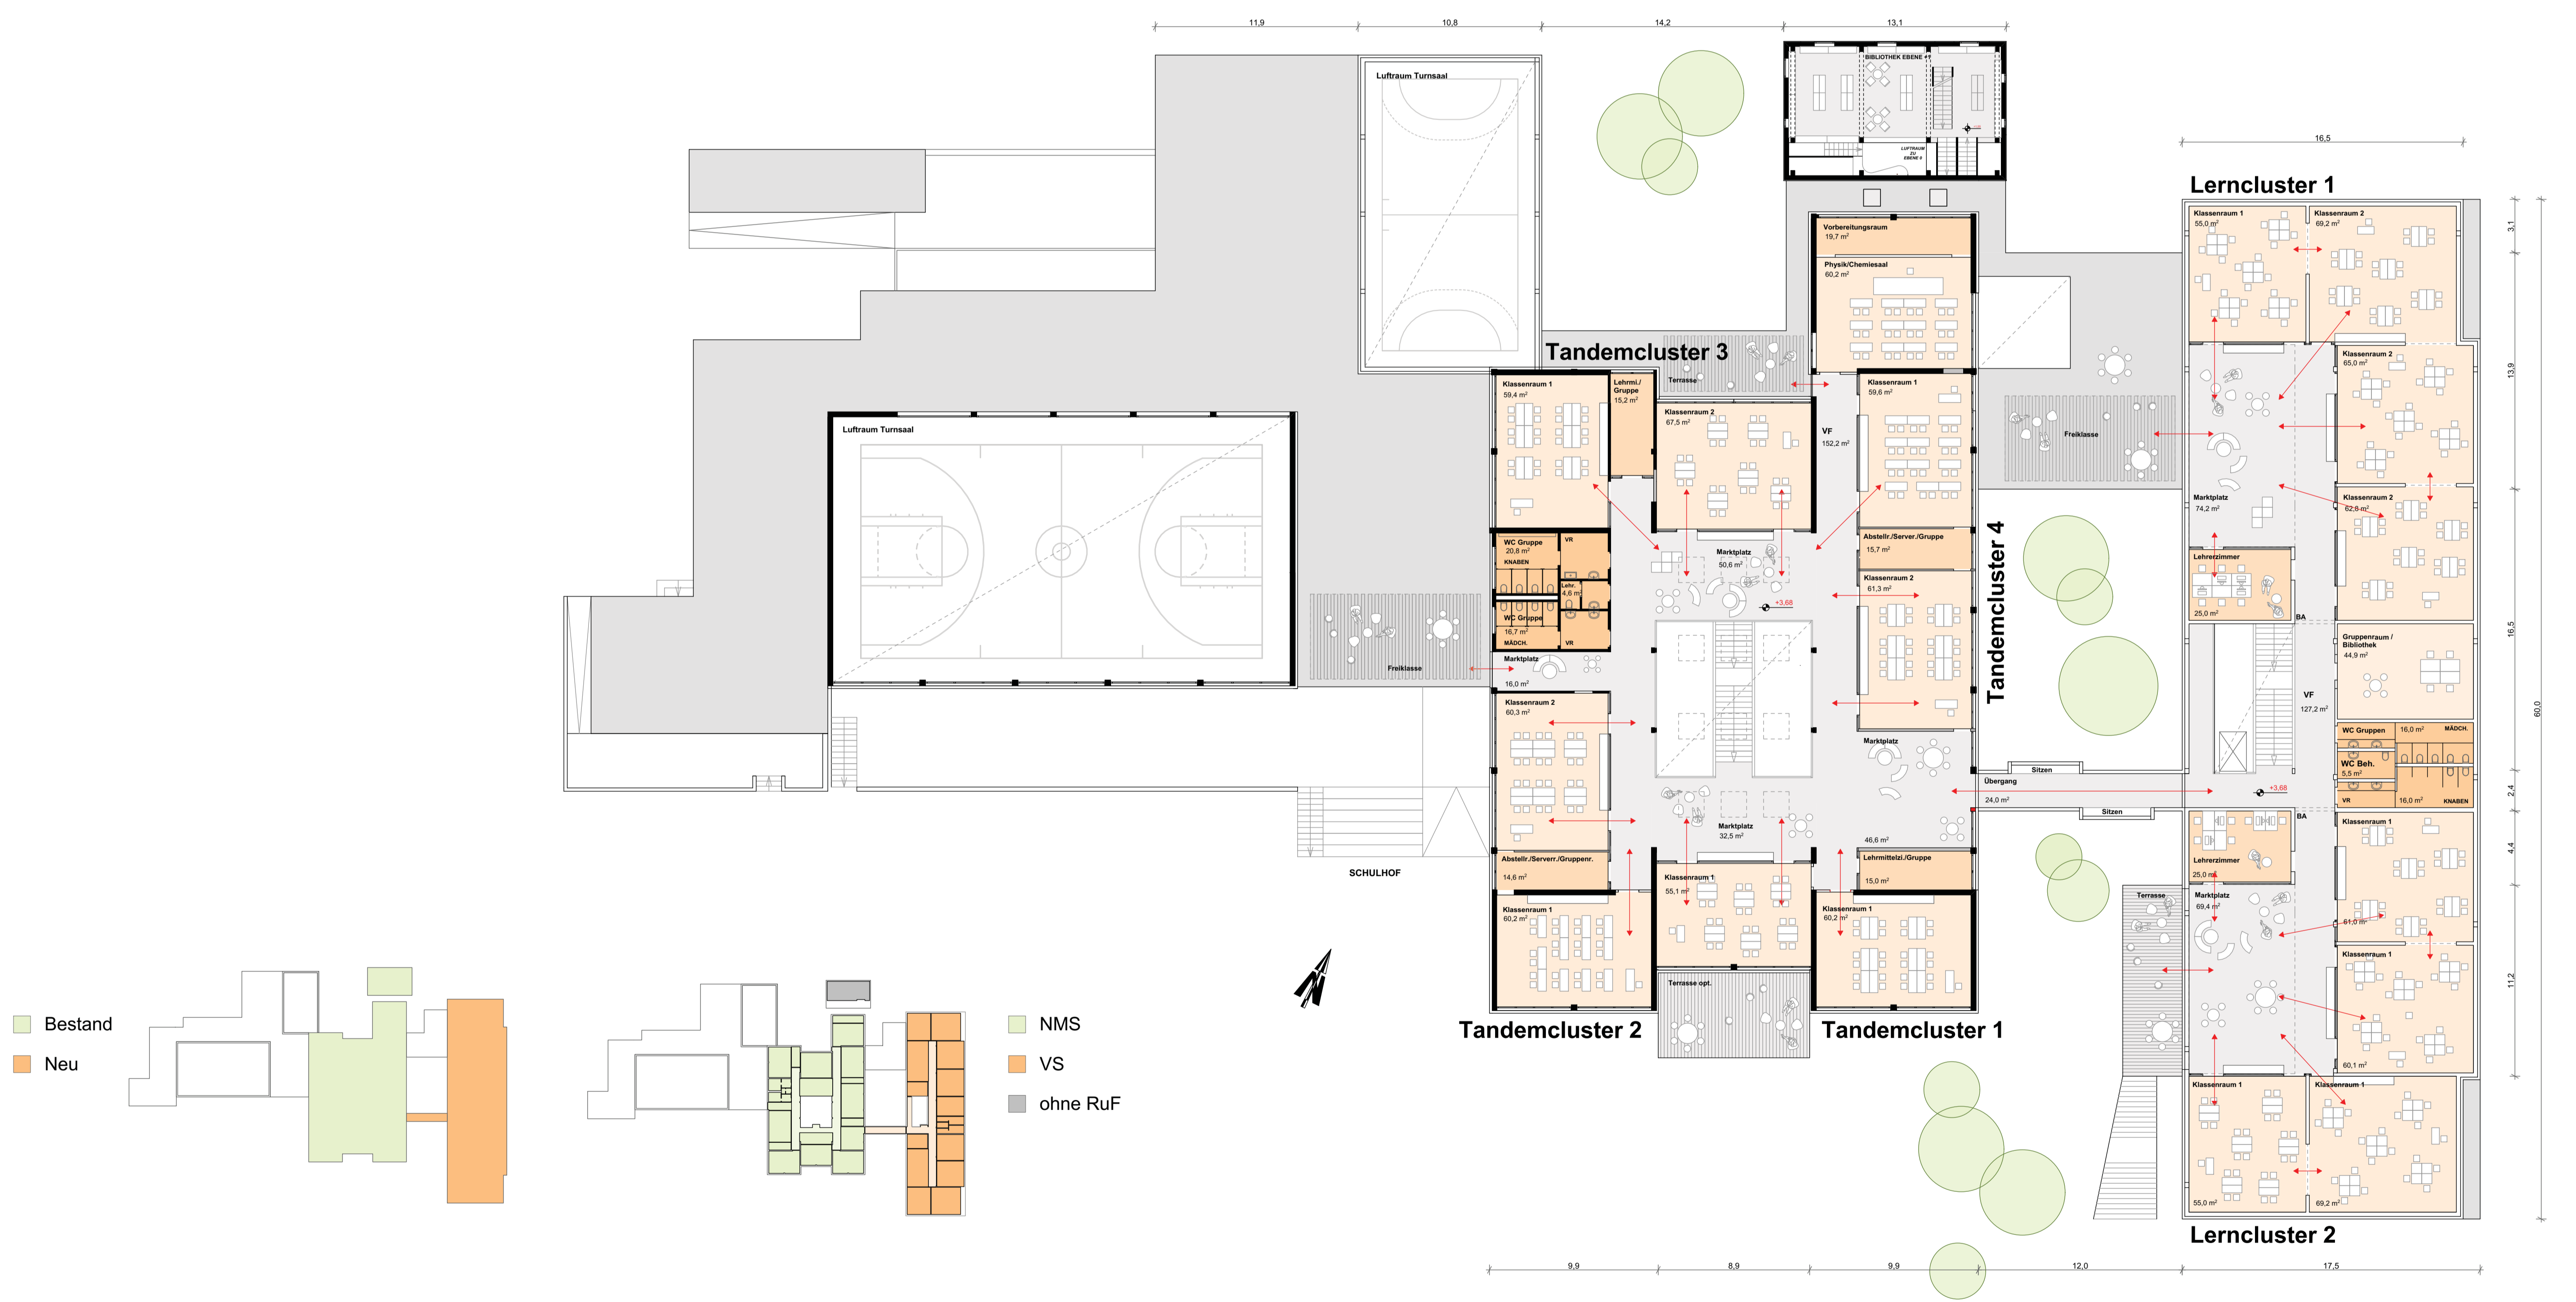 11,9
10,8
14,2
13,1
BIBLIOTHEK EBENE +1
LUFTRAUM
ZU
EBENE 0
Luftraum Turnsaal
16,5
Lerncluster 1
Klassenraum 1
55,0 m²
Klassenraum 2
69,2 m²
3,1
Vorbereitungsraum
19,7 m²
Physik/Chemiesaal
60,2 m²
Tandemcluster 3
Terrasse
Klassenraum 1
59,4 m²
Lehrmi./
Gruppe
15,2 m²
Klassenraum 2
67,5 m²
VF
152,2 m²
Klassenraum 1
59,6 m²
Klassenraum 2
65,0 m²
13,9
Luftraum Turnsaal
Freiklasse
Marktplatz
74,2 m²
Klassenraum 2
62,8 m²
WC Gruppe
20,8 m²
KNABEN
VR
Lehr.
4,6 m²
WC Gruppe
16,7 m²
MÄDCH.
VR
Marktplatz
50,6 m²
+3,68
Abstellr./Server./Gruppe
15,7 m²
Klassenraum 2
61,3 m²
Tandemcluster 4
Lehrerzimmer
25,0 m²
BA
16,5
Gruppenraum /
Bibliothek
44,9 m²
Freiklasse
Marktplatz
16,0 m²
Klassenraum 2
60,3 m²
VF
127,2 m²
60,0
WC Gruppen
16,0 m²
MÄDCH.
WC Beh.
5,5 m²
VR
16,0 m²
KNABEN
Marktplatz
46,6 m²
Sitzen
Übergang
24,0 m²
Sitzen
+3,68
2,4
Marktplatz
32,5 m²
BA
Lehrerzimmer
25,0 m²
Klassenraum 1
61,0 m²
4,4
SCHULHOF
Abstellr./Serverr./Gruppenr.
14,6 m²
Klassenraum 1
55,1 m²
Lehrmittelzi./Gruppe
15,0 m²
Terrasse
Marktplatz
69,4 m²
Klassenraum 1
60,2 m²
Klassenraum 1
60,2 m²
Klassenraum 1
60,1 m²
11,2
Terrasse opt.
Tandemcluster 2
Tandemcluster 1
Bestand
Neu
NMS
VS
ohne RuF
Klassenraum 1
55,0 m²
Klassenraum 1
69,2 m²
Lerncluster 2
9,9
8,9
9,9
12,0
17,5